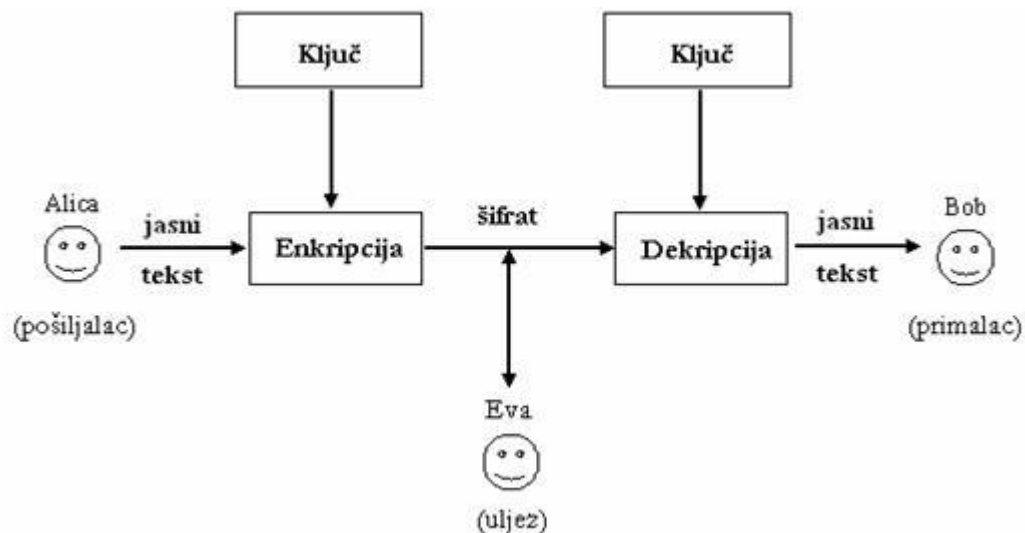 Ključ
Ključ
Alica
jasni
tekst
(pošiljalac)
Enkripcija
šifrat
Dekripcija
jasni
tekst
Bob
(primalac)
Eva
(uljez)